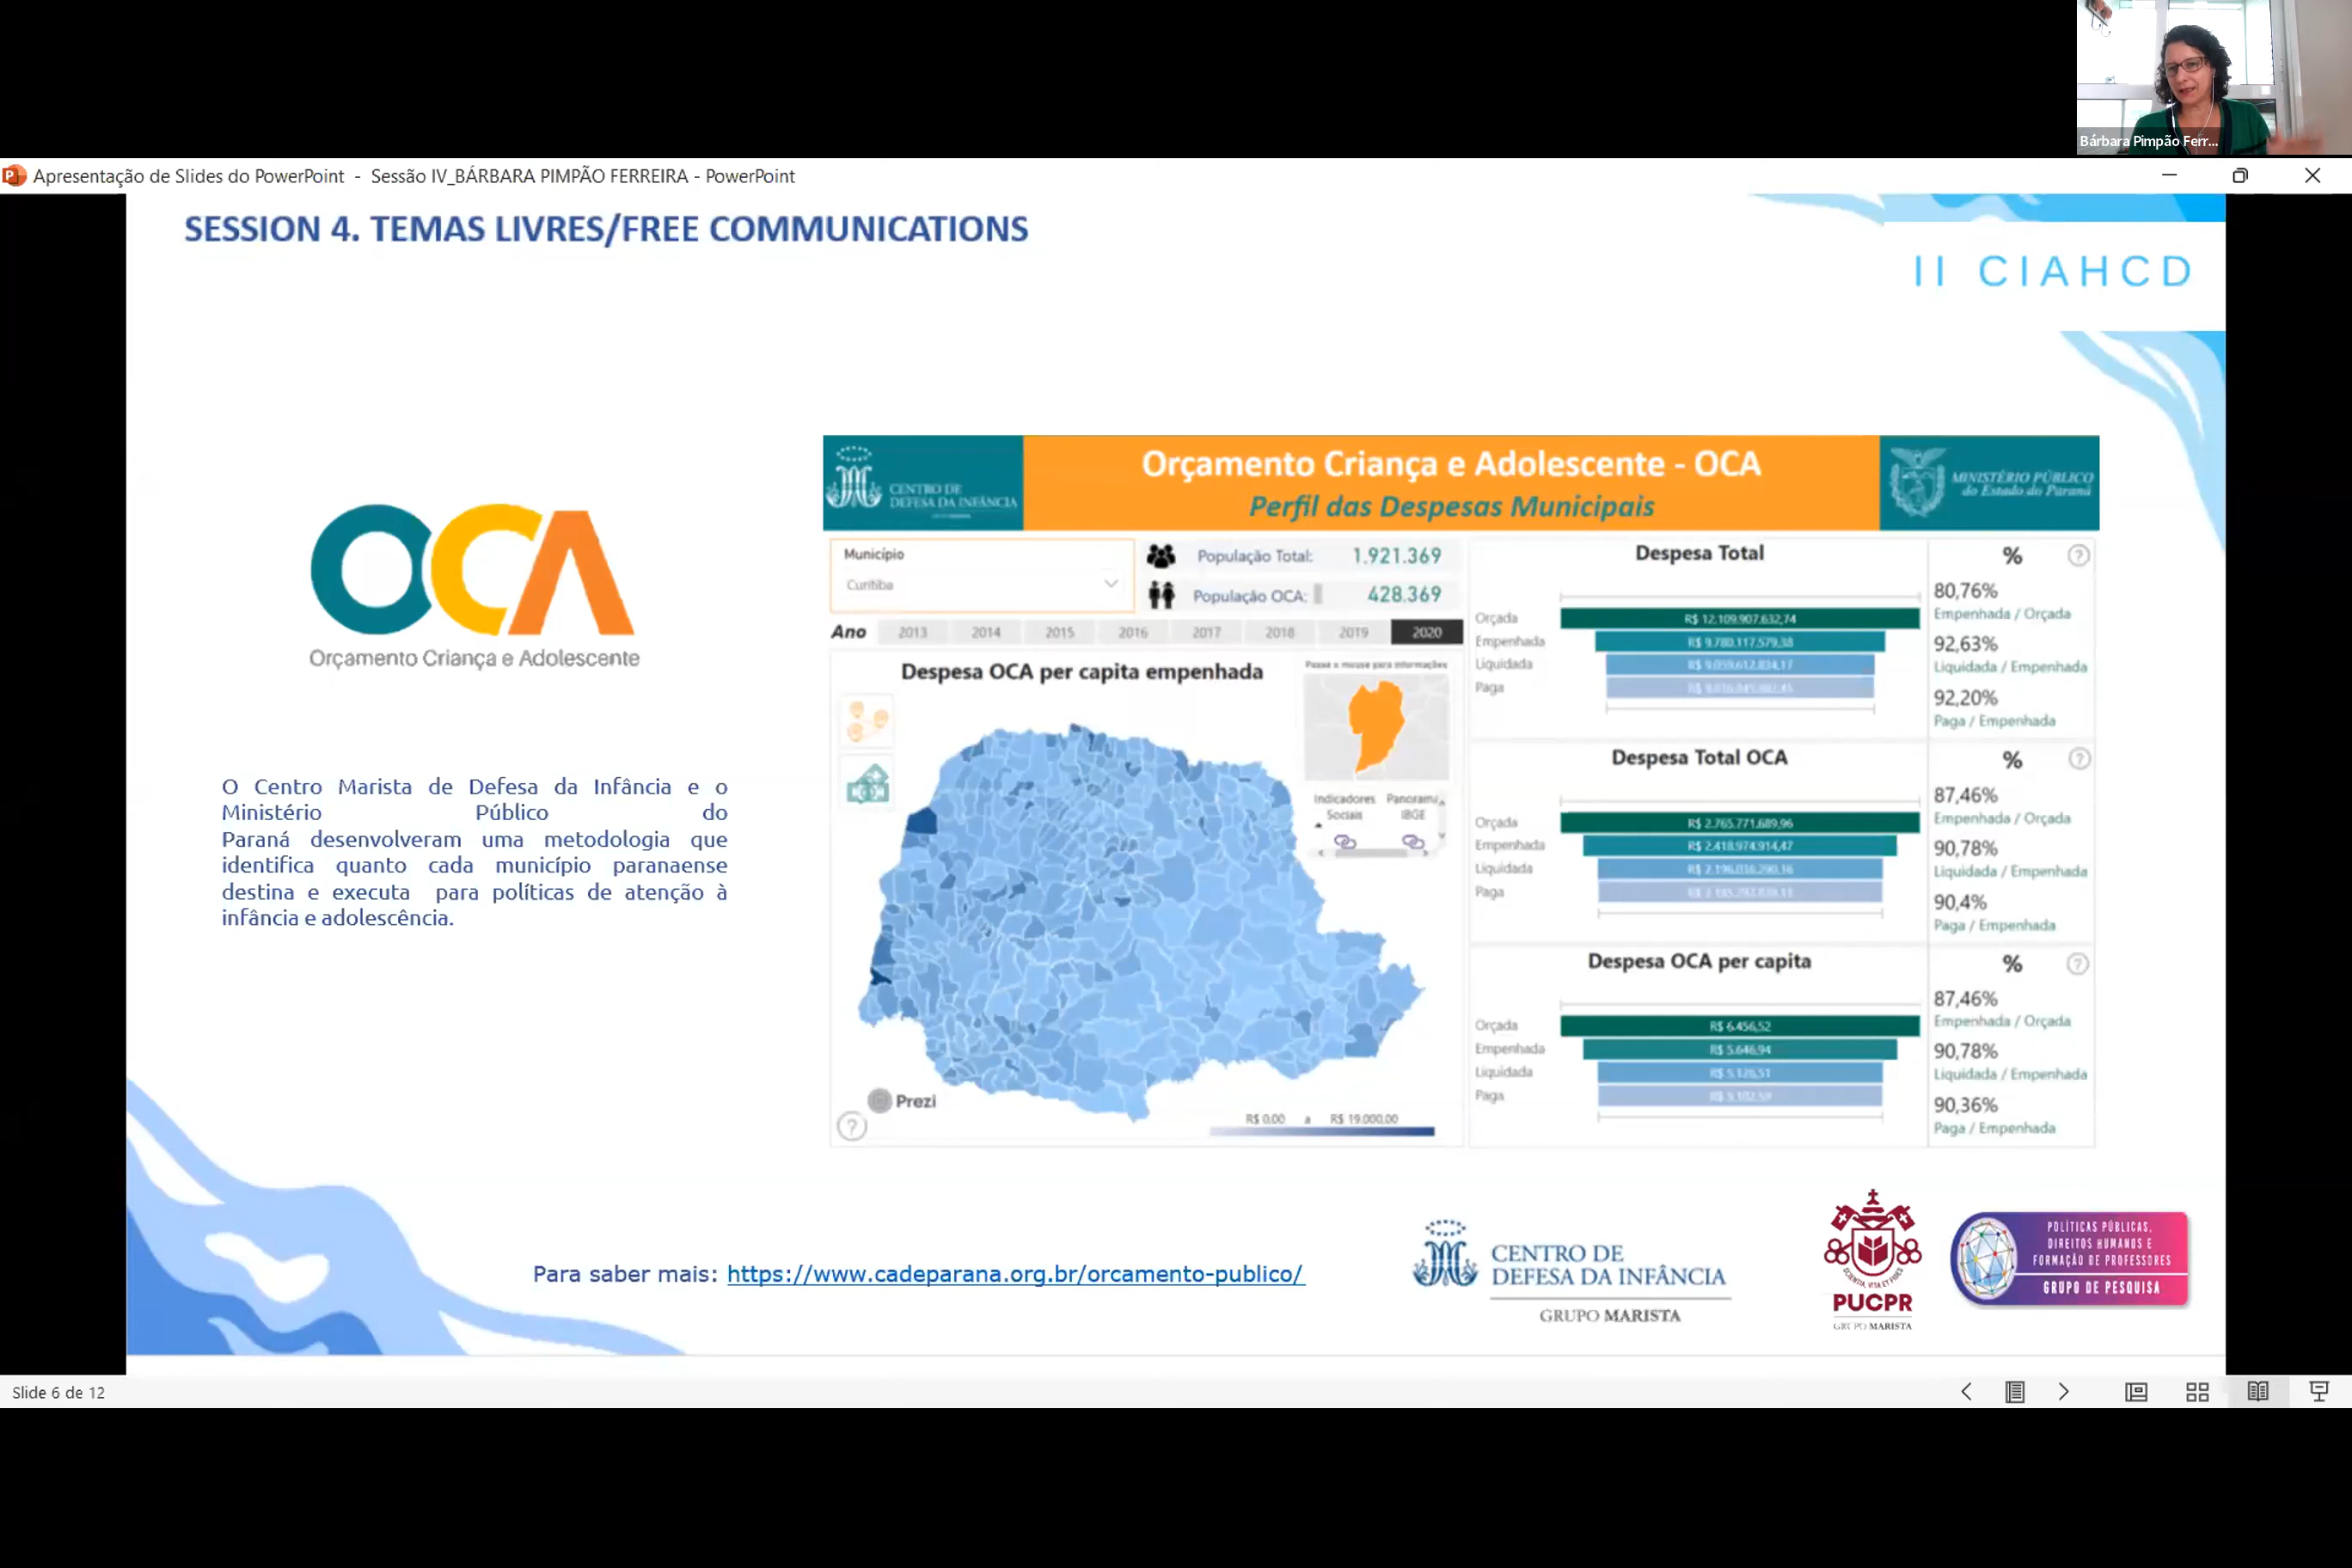 Bárbara Pimpão Ferr...
Apresentação de Slides do PowerPoint - Sessão IV_BÁRBARA PIMPÃO FERREIRA - PowerPoint
SESSION 4. TEMAS LIVRES/FREE COMMUNICATIONS
II CIAHCD
OCA
Orçamento Criança e Adolescente
O Centro Marista de Defesa da Infância e o
Ministério Público do
Paraná desenvolveram uma metodologia que
identifica quanto cada município paranaense
destina e executa para políticas de atenção à
infância e adolescência.
CENTRO DE
DEFESA DA INFÂNCIA
Orçamento Criança e Adolescente - OCA
Perfil das Despesas Municipais
MINISTÉRIO PÚBLICO
do Estado do Paraná
Município
Curitiba
População Total: 1.921.369
População OCA: 428.369
Ano 2013 2014 2015 2016 2017 2018 2019 2020
Despesa OCA per capita empenhada
Passe o mouse para informações
Indicadores Sociais
Panorama IBGE
Prezi
R$ 0,00 a R$ 19.000,00
Despesa Total
Orçada R$ 12.109.907.632,74
Empenhada R$ 9.780.117.579,38
Liquidada
Paga
%
80,76%
Empenhada / Orçada
92,63%
Liquidada / Empenhada
92,20%
Paga / Empenhada
Despesa Total OCA
Orçada R$ 2.765.771.689,96
Empenhada R$ 2.418.974.914,47
Liquidada
Paga
%
87,46%
Empenhada / Orçada
90,78%
Liquidada / Empenhada
90,4%
Paga / Empenhada
Despesa OCA per capita
Orçada R$ 6.456,52
Empenhada R$ 5.646,94
Liquidada R$ 5.126,51
Paga
%
87,46%
Empenhada / Orçada
90,78%
Liquidada / Empenhada
90,36%
Paga / Empenhada
Para saber mais: https://www.cadeparana.org.br/orcamento-publico/
CENTRO DE
DEFESA DA INFÂNCIA
GRUPO MARISTA
PUCPR
GRUPO MARISTA
POLÍTICAS PÚBLICAS,
DIREITOS HUMANOS E
FORMAÇÃO DE PROFESSORES
GRUPO DE PESQUISA
Slide 6 de 12